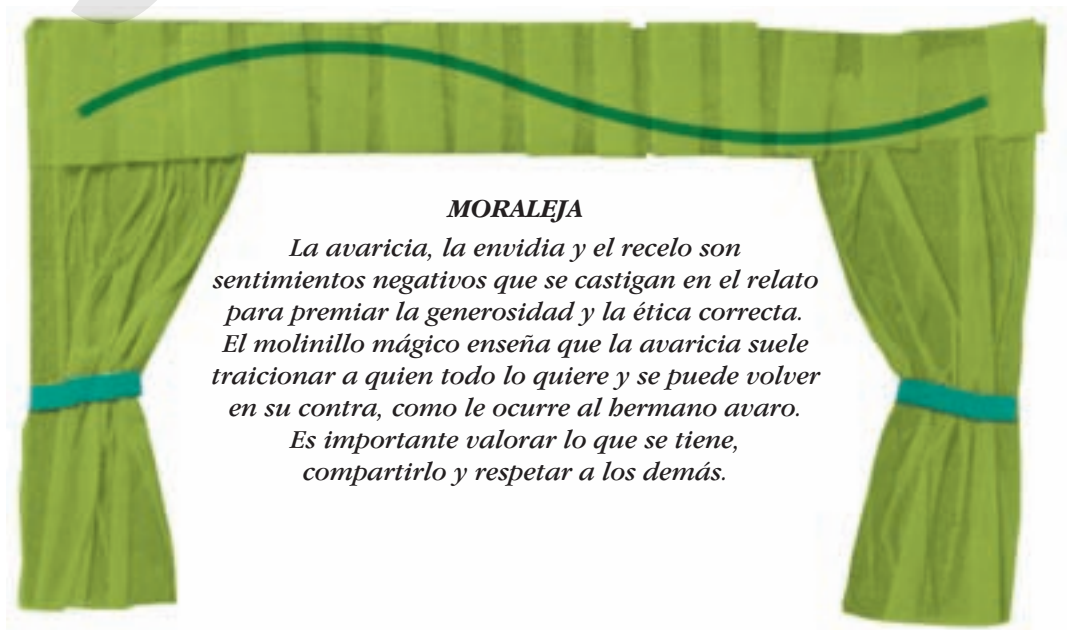 MORALEJA
La avaricia, la envidia y el recelo son
sentimientos negativos que se castigan en el relato
para premiar la generosidad y la ética correcta.
El molinillo mágico enseña que la avaricia suele
traicionar a quien todo lo quiere y se puede volver
en su contra, como le ocurre al hermano avaro.
Es importante valorar lo que se tiene,
compartirlo y respetar a los demás.